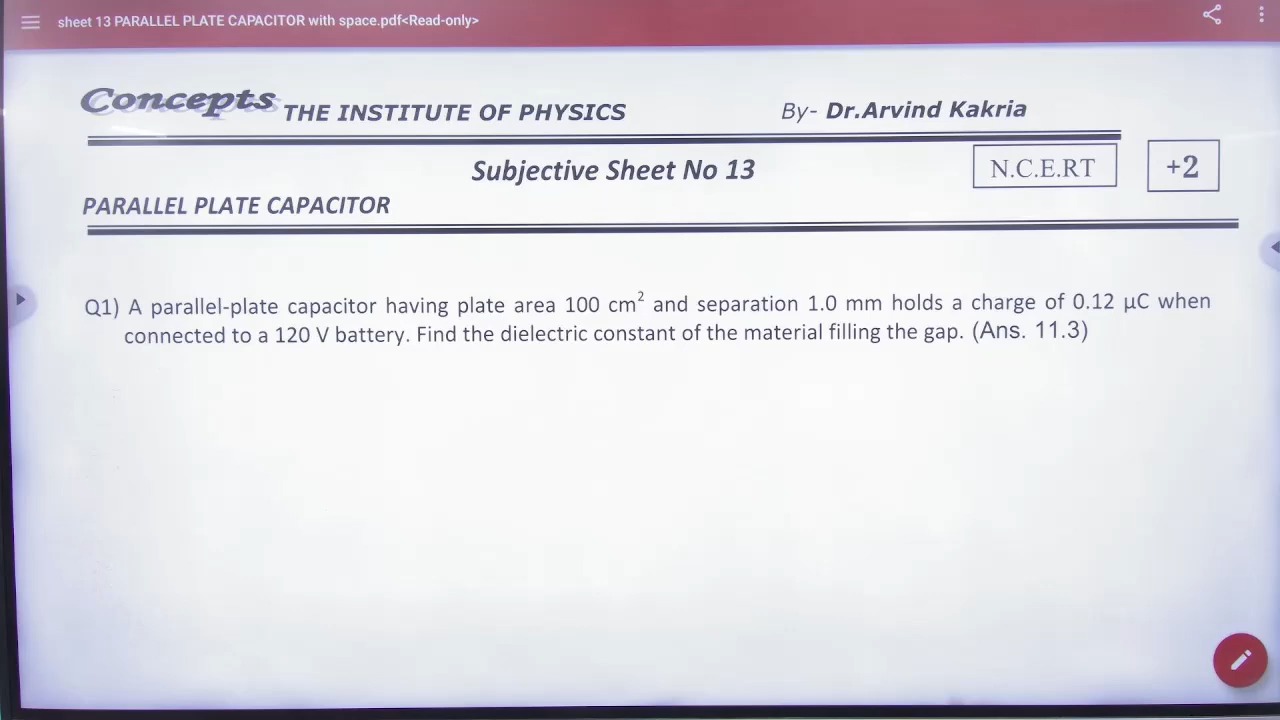 sheet 13 PARALLEL PLATE CAPACITOR with space.pdf<Read-only>
Concepts THE INSTITUTE OF PHYSICS By- Dr.Arvind Kakria
Subjective Sheet No 13 N.C.E.RT +2
PARALLEL PLATE CAPACITOR
Q1) A parallel-plate capacitor having plate area 100 cm² and separation 1.0 mm holds a charge of 0.12 µC when
connected to a 120 V battery. Find the dielectric constant of the material filling the gap. (Ans. 11.3)